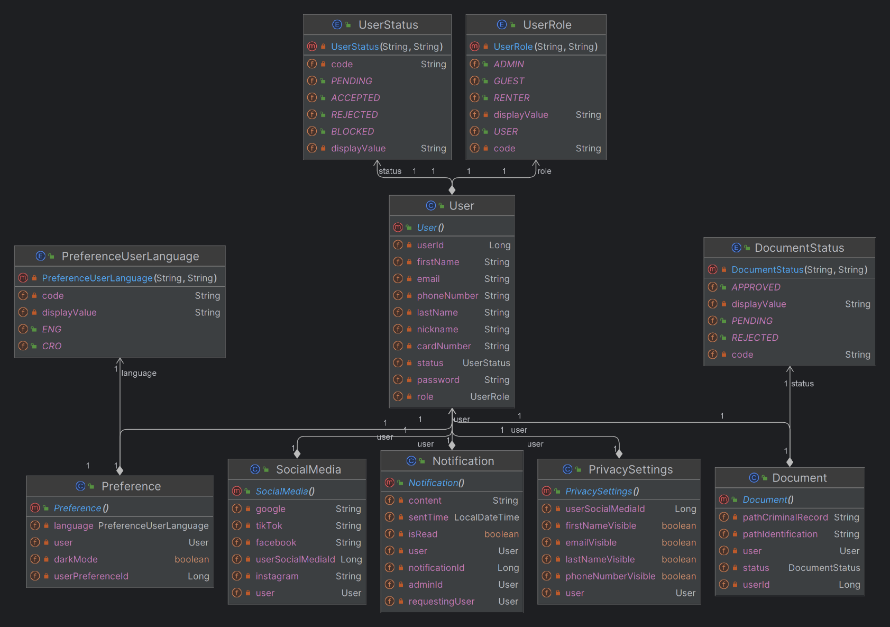 UserStatus
UserStatus(String, String)
code String
PENDING
ACCEPTED
REJECTED
BLOCKED
displayValue String
UserRole
UserRole(String, String)
ADMIN
GUEST
RENTER
displayValue String
USER
code String
status 1 1 1 1 role
User
User()
userId Long
firstName String
email String
phoneNumber String
lastName String
nickname String
cardNumber String
status UserStatus
password String
role UserRole
PreferenceUserLanguage
PreferenceUserLanguage(String, String)
code String
displayValue String
ENG
CRO
DocumentStatus
DocumentStatus(String, String)
APPROVED
displayValue String
PENDING
REJECTED
code String
1 language
1 status
1 1 user 1 1
user 1 1 user
1 user 1 user 1 1
1 1
Preference
Preference()
language PreferenceUserLanguage
user User
darkMode boolean
userPreferenceId Long
SocialMedia
SocialMedia()
google String
tikTok String
facebook String
userSocialMediaId Long
instagram String
user User
Notification
Notification()
content String
sentTime LocalDateTime
isRead boolean
user User
notificationId Long
adminId User
requestingUser User
PrivacySettings
PrivacySettings()
userSocialMediaId Long
firstNameVisible boolean
emailVisible boolean
lastNameVisible boolean
phoneNumberVisible boolean
user User
Document
Document()
pathCriminalRecord String
pathIdentification String
user User
status DocumentStatus
userId Long